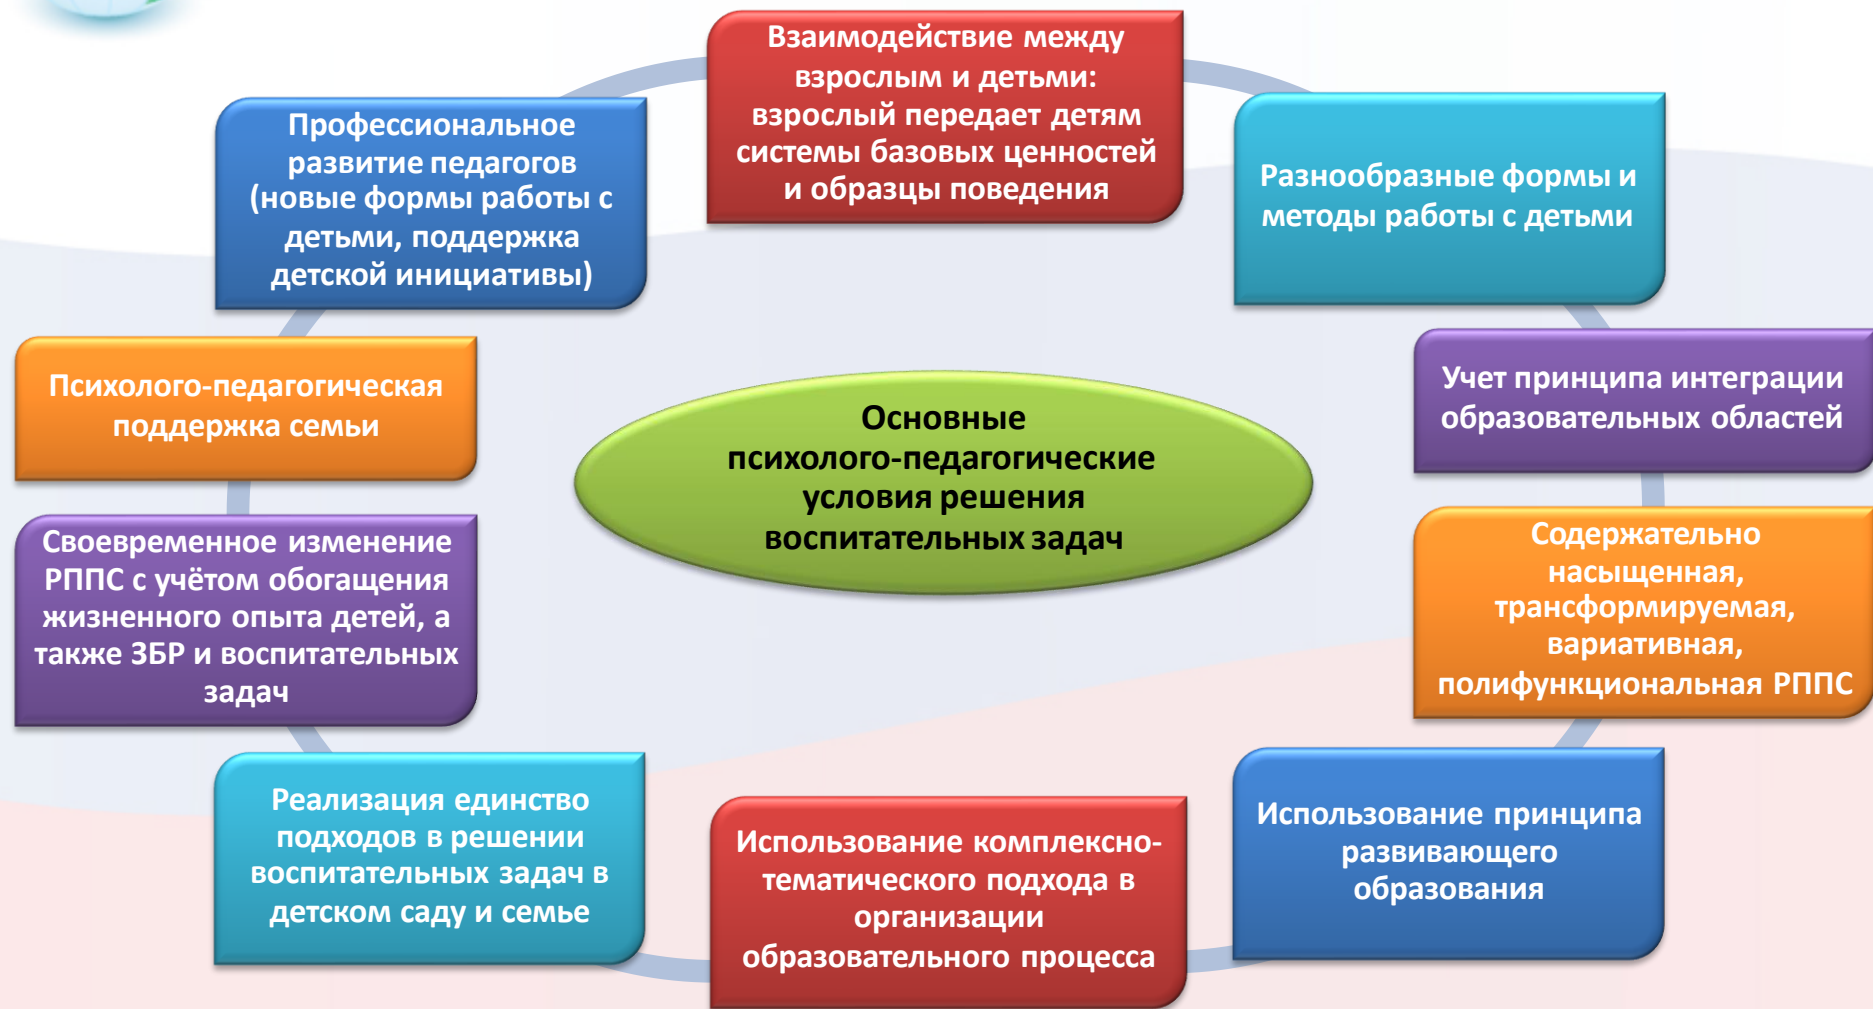 Взаимодействие между
взрослым и детьми:
взрослый передает детям
системы базовых ценностей
и образцы поведения
Разнообразные формы и
методы работы с детьми
Учет принципа интеграции
образовательных областей
Содержательно
насыщенная,
трансформируемая,
вариативная,
полифункциональная РППС
Использование принципа
развивающего
образования
Использование комплексно-
тематического подхода в
организации
образовательного процесса
Реализация единство
подходов в решении
воспитательных задач в
детском саду и семье
Своевременное изменение
РППС с учётом обогащения
жизненного опыта детей, а
также ЗБР и воспитательных
задач
Психолого-педагогическая
поддержка семьи
Профессиональное
развитие педагогов
(новые формы работы с
детьми, поддержка
детской инициативы)
Основные
психолого-педагогические
условия решения
воспитательных задач